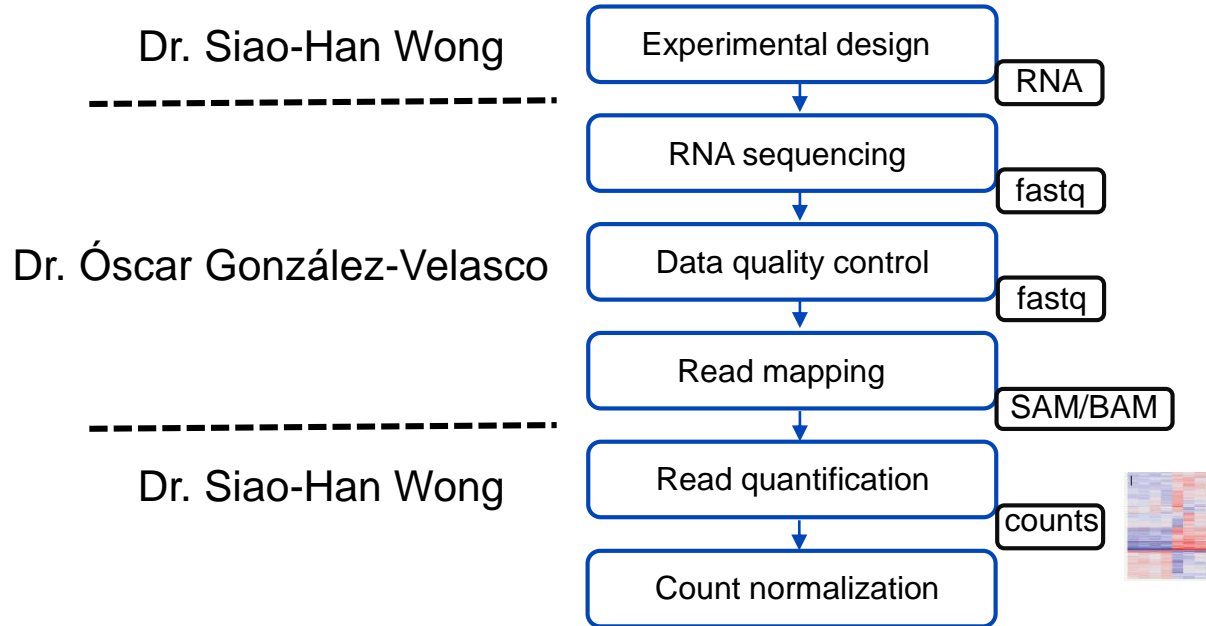 Dr. Siao-Han Wong
Experimental design
RNA
RNA sequencing
fastq
Dr. Óscar González-Velasco
Data quality control
fastq
Read mapping
SAM/BAM
Dr. Siao-Han Wong
Read quantification
counts
Count normalization